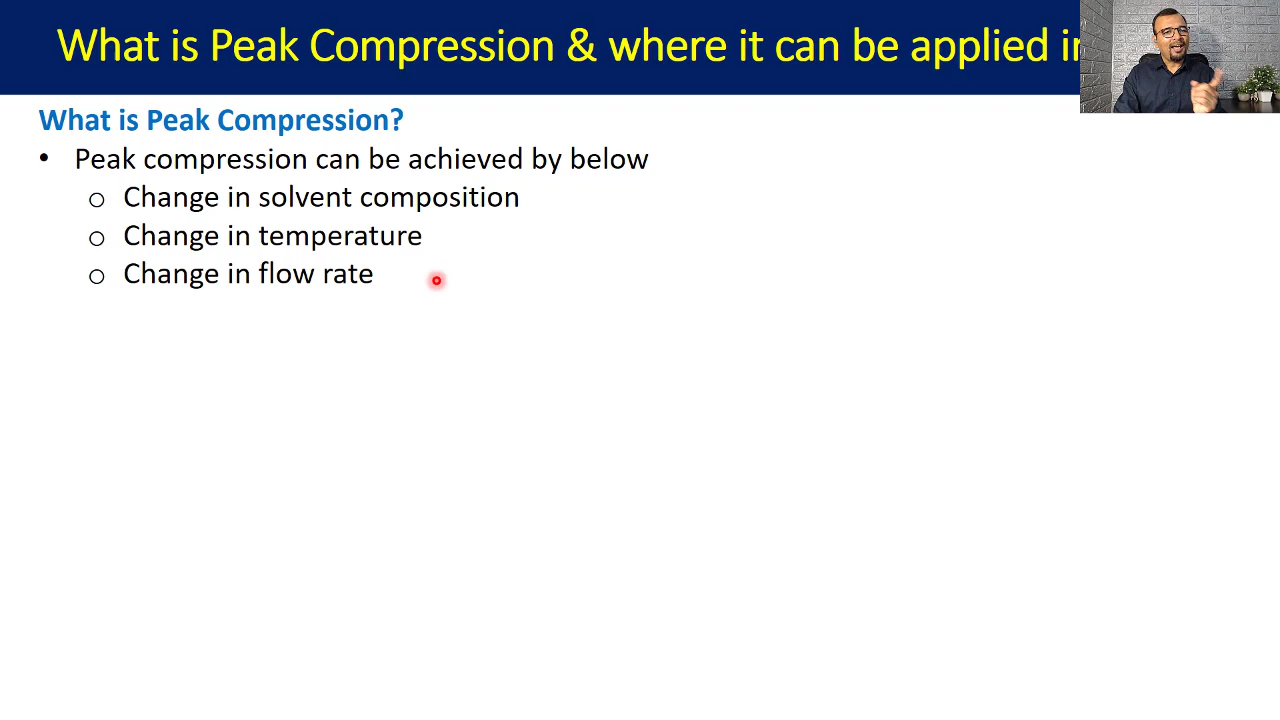 What is Peak Compression & where it can be applied
What is Peak Compression?
• Peak compression can be achieved by below
o Change in solvent composition
o Change in temperature
o Change in flow rate